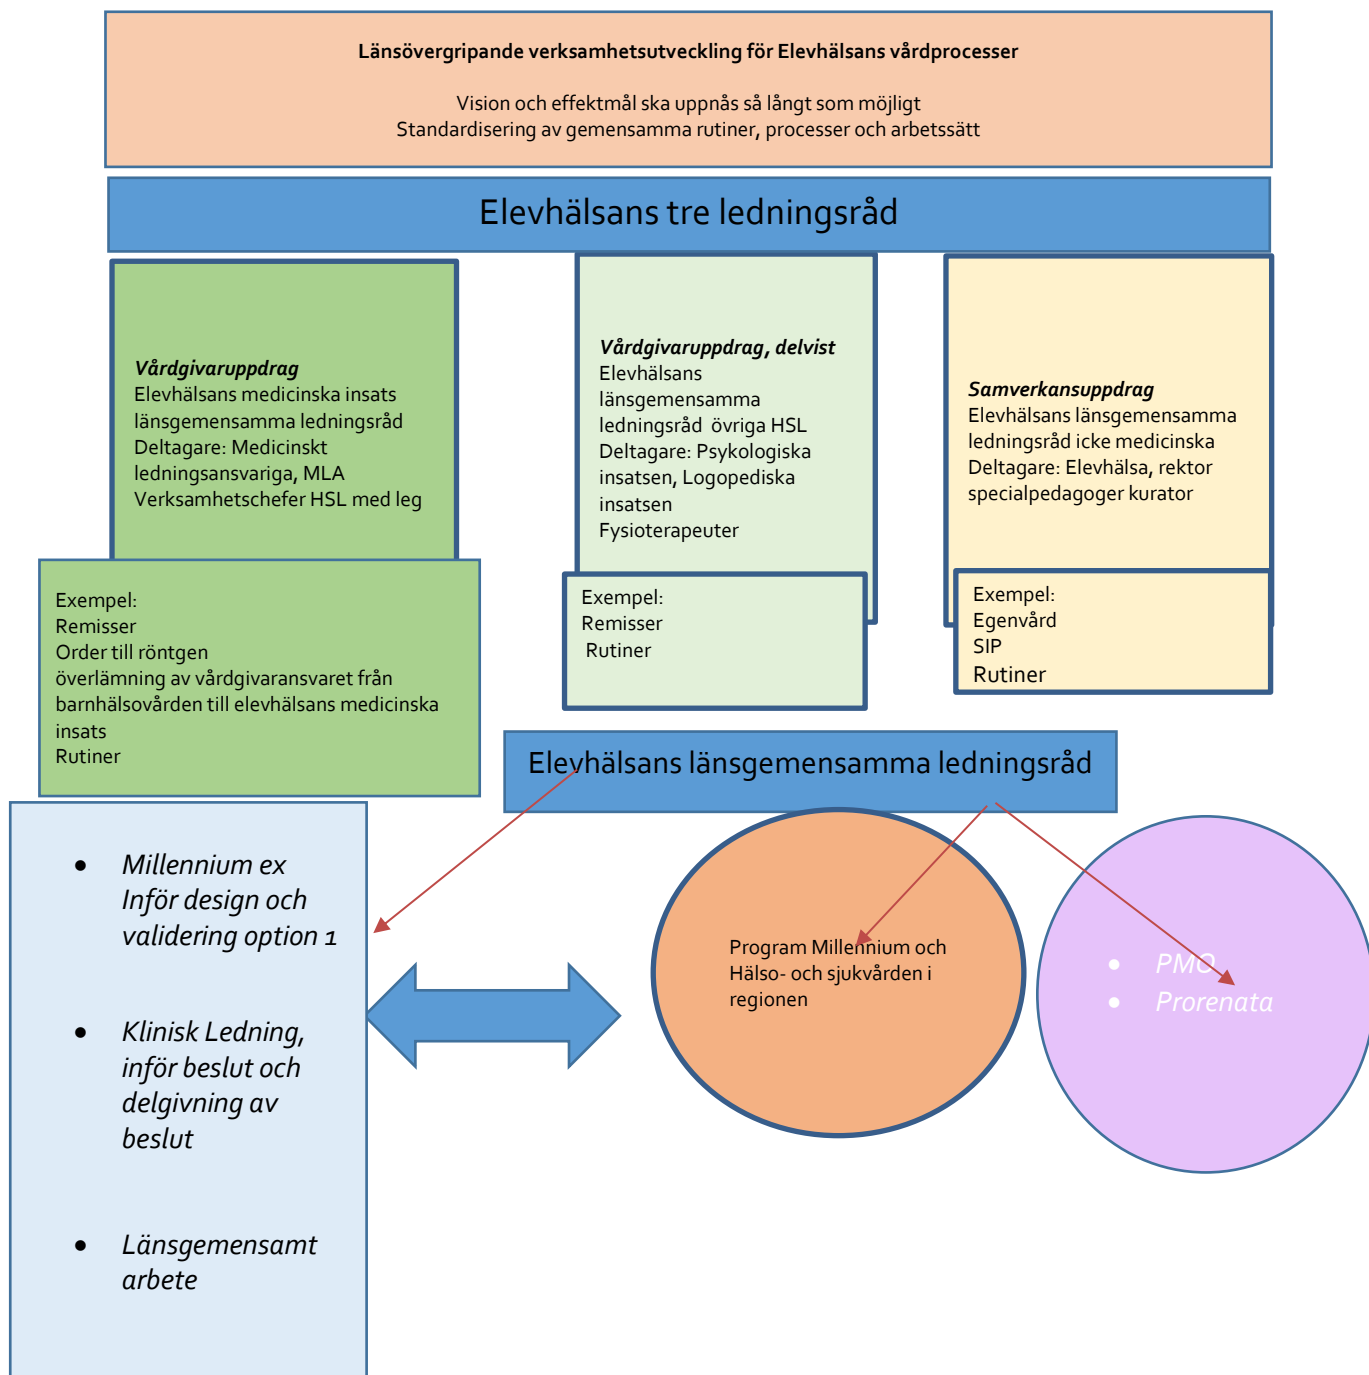 Länsövergripande verksamhetsutveckling för Elevhälsans vårdprocesser
Vision och effektmål ska uppnås så långt som möjligt
Standardisering av gemensamma rutiner, processer och arbetssätt
Elevhälsans tre ledningsråd
Vårdgivaruppdrag
Elevhälsans medicinska insats
länsgemensamma ledningsråd
Deltagare: Medicinskt
ledningsansvariga, MLA
Verksamhetschefer HSL med leg
Vårdgivaruppdrag, delvist
Elevhälsans
länsgemensamma
ledningsråd övriga HSL
Deltagare: Psykologiska
insatsen, Logopediska
insatsen
Fysioterapeuter
Samverkansuppdrag
Elevhälsans länsgemensamma
ledningsråd icke medicinska
Deltagare: Elevhälsa, rektor
specialpedagoger kurator
Exempel:
Remisser
Order till röntgen
överlämning av vårdgivaransvaret från
barnhälsovården till elevhälsans medicinska
insats
Rutiner
Exempel:
Remisser
Rutiner
Exempel:
Egenvård
SIP
Rutiner
Elevhälsans länsgemensamma ledningsråd
• Millennium ex
Inför design och
validering option 1
• Klinisk Ledning,
inför beslut och
delgivning av
beslut
• Länsgemensamt
arbete
Program Millennium och
Hälso- och sjukvården i
regionen
• PMO
• Prorenata